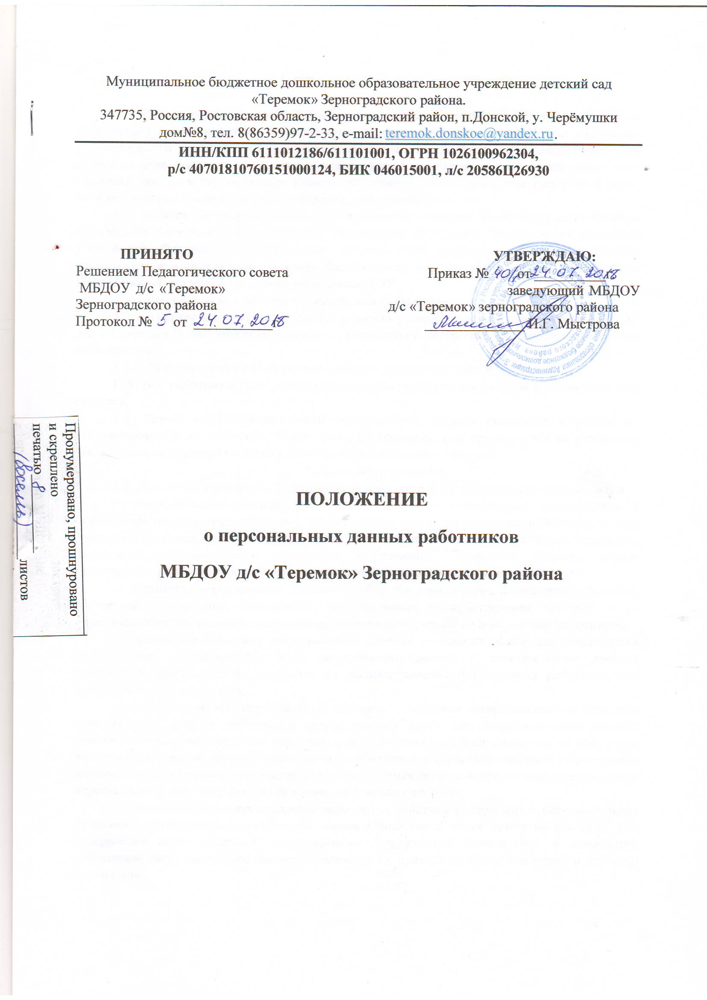 Муниципальное бюджетное дошкольное образовательное учреждение детский сад
«Теремок» Зерноградского района.
347735, Россия, Ростовская область, Зерноградский район, п.Донской, у. Черёмушки
дом№8, тел. 8(86359)97-2-33, e-mail: teremok.donskoe@yandex.ru.
ИНН/КПП 6111012186/611101001, ОГРН 1026100962304,
р/с 40701810760151000124, БИК 046015001, л/с 20586Ц26930
ПРИНЯТО
Решением Педагогического совета
МБДОУ д/с «Теремок»
Зерноградского района
Протокол № 5 от 24.07.2018
УТВЕРЖДАЮ:
Приказ № от 24.07.2018
заведующий МБДОУ
д/с «Теремок» зерноградского района
И.Г. Мыстрова
Пронумеровано, прошнуровано
и скреплено
печатью 8
(восемь) листов
ПОЛОЖЕНИЕ
о персональных данных работников
МБДОУ д/с «Теремок» Зерноградского района